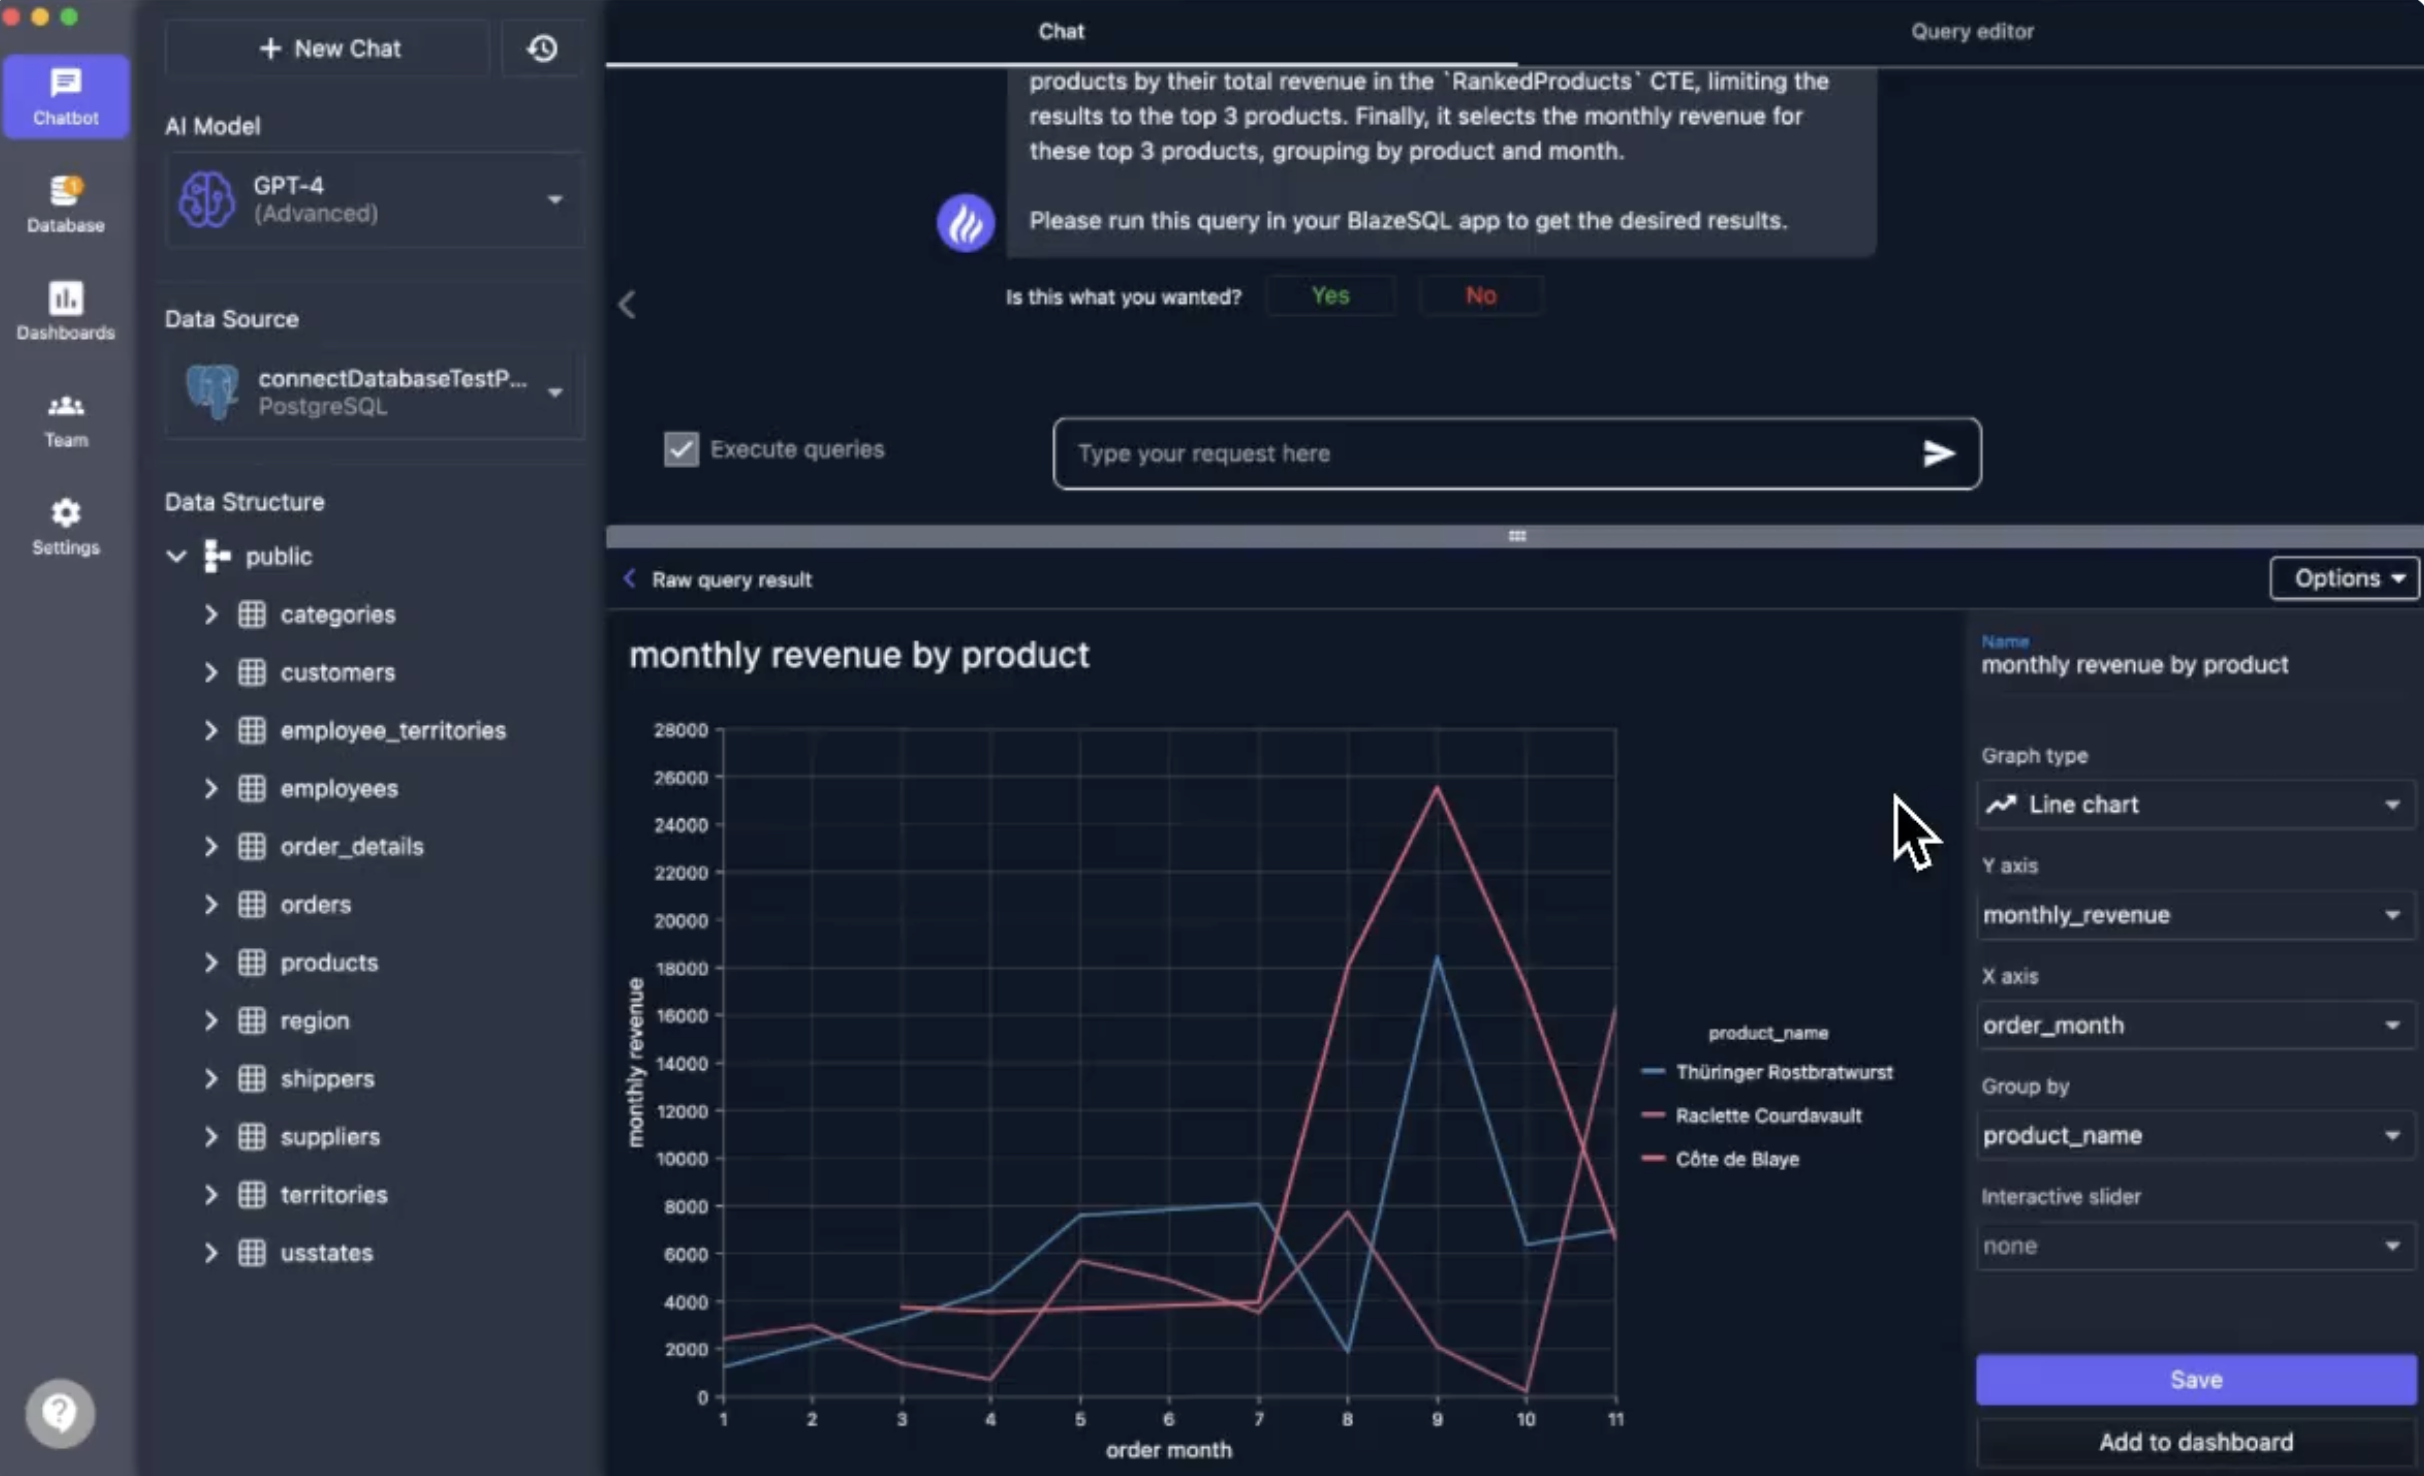 Chatbot
Database
Dashboards
Team
Settings
+ New Chat
AI Model
GPT-4
(Advanced)
Data Source
connectDatabaseTestP...
PostgreSQL
Data Structure
public
categories
customers
employee_territories
employees
order_details
orders
products
region
shippers
suppliers
territories
usstates
Chat
Query editor
products by their total revenue in the `RankedProducts` CTE, limiting the
results to the top 3 products. Finally, it selects the monthly revenue for
these top 3 products, grouping by product and month.
Please run this query in your BlazeSQL app to get the desired results.
Is this what you wanted?
Yes
No
Execute queries
Type your request here
Raw query result
Options
monthly revenue by product
monthly revenue
28000
26000
24000
22000
20000
18000
16000
14000
12000
10000
8000
6000
4000
2000
0
1 2 3 4 5 6 7 8 9 10 11
order month
product_name
Thüringer Rostbratwurst
Raclette Courdavault
Côte de Blaye
Name
monthly revenue by product
Graph type
Line chart
Y axis
monthly_revenue
X axis
order_month
Group by
product_name
Interactive slider
none
Save
Add to dashboard